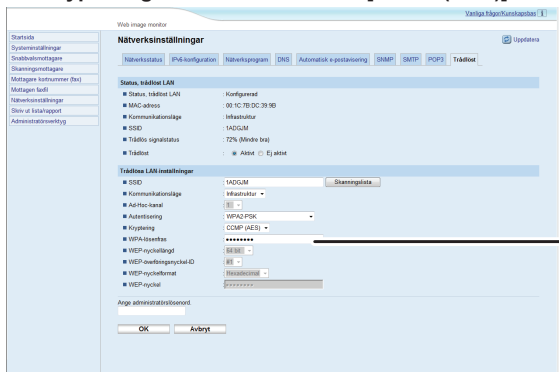 Vanliga frågor/Kunskapsbas
Web image monitor
Startsida
Systeminställningar
Snabbvalsmottagare
Skanningsmottagare
Mottagare kortnummer (fax)
Mottagen faxfil
Nätverksinställningar
Skriv ut lista/rapport
Administratörsverktyg
Nätverksinställningar
Uppdatera
Nätverksstatus IPv6-konfiguration Nätverksprogram DNS Automatisk e-postavisering SNMP SMTP POP3 Trådlöst
Status, trådlöst LAN
Status, trådlöst LAN : Konfigurerad
MAC-adress : 00:1C:7B:DC:39:9B
Kommunikationsläge : Infrastruktur
SSID : 1ADGJM
Trådlös signalstatus : 72% (Mindre bra)
Trådlöst : Aktivt Ej aktivt
Trådlösa LAN-inställningar
SSID : 1ADGJM Skanningslista
Kommunikationsläge : Infrastruktur
Ad-Hoc-kanal :
Autentisering : WPA2-PSK
Kryptering : CCMP (AES)
WPA-lösenfras : ••••••••
WEP-nyckellängd : 64 bit
WEP-överföringsnyckel-ID : #1
WEP-nyckelformat : Hexadecimal
WEP-nyckel :
Ange administratörslösenord.
OK Avbryt